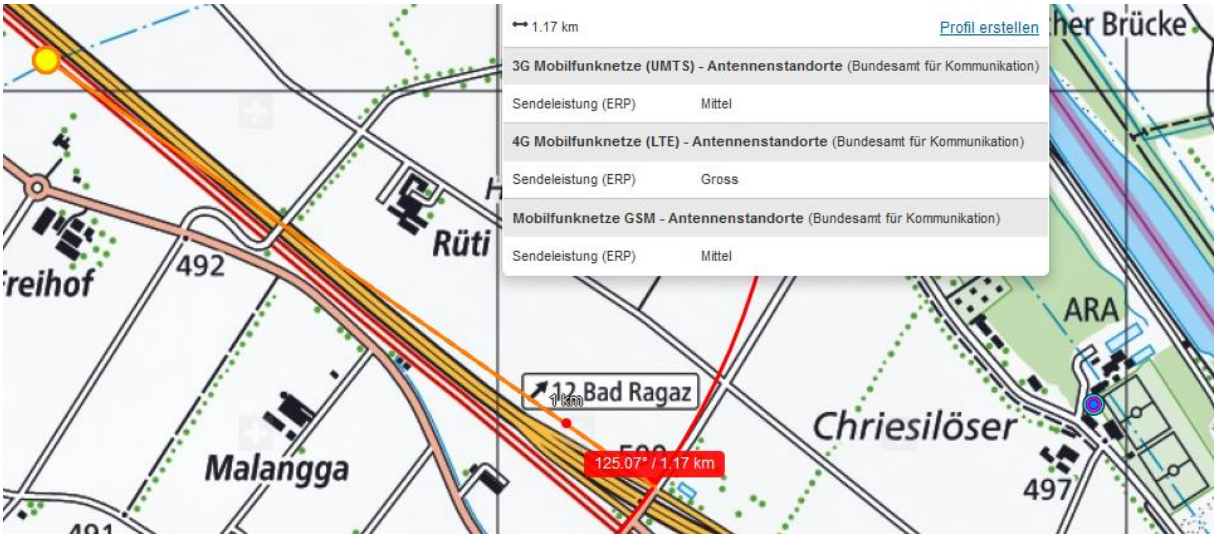 ↔ 1.17 km Profil erstellen
3G Mobilfunknetze (UMTS) - Antennenstandorte (Bundesamt für Kommunikation)
Sendeleistung (ERP) Mittel
4G Mobilfunknetze (LTE) - Antennenstandorte (Bundesamt für Kommunikation)
Sendeleistung (ERP) Gross
Mobilfunknetze GSM - Antennenstandorte (Bundesamt für Kommunikation)
Sendeleistung (ERP) Mittel
her Brücke
Rüti
H
492
reihof
ARA
12 Bad Ragaz
1 km
Chriesilöser
125.07° / 1.17 km
Malangga
497
491